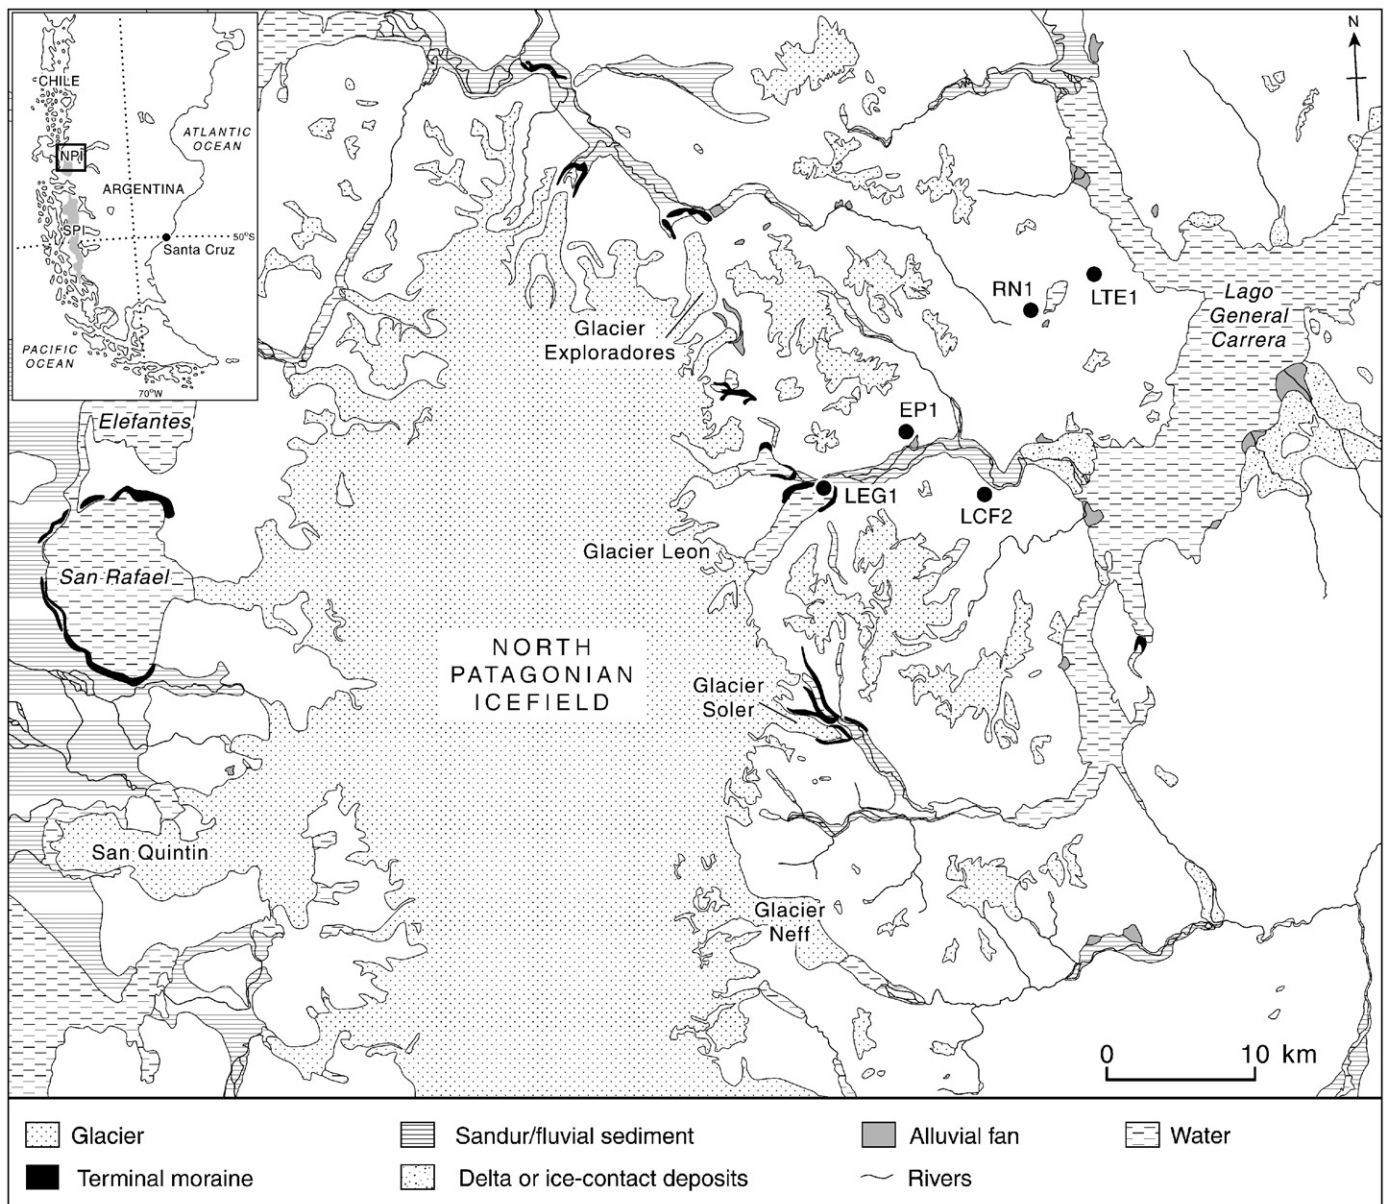 CHILE
NPI
ATLANTIC
OCEAN
ARGENTINA
SPI
50°S
Santa Cruz
PACIFIC
OCEAN
70°W
N
RN1
LTE1
Lago
General
Carrera
Glacier
Exploradores
Elefantes
EP1
LEG1
LCF2
Glacier Leon
San Rafael
NORTH
PATAGONIAN
ICEFIELD
Glacier
Soler
San Quintin
Glacier
Neff
0 10 km
Glacier
Sandur/fluvial sediment
Alluvial fan
Water
Terminal moraine
Delta or ice-contact deposits
Rivers